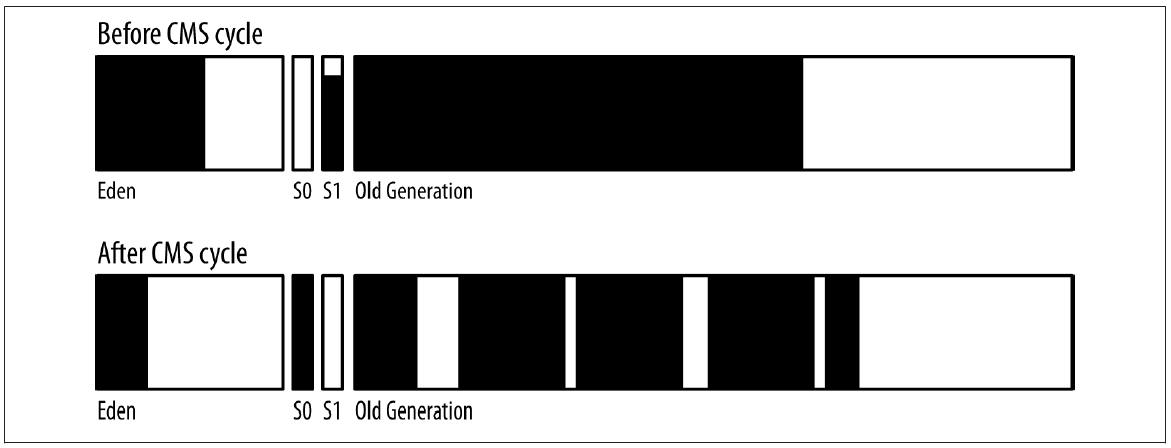 Before CMS cycle
Eden S0 S1 Old Generation
After CMS cycle
Eden S0 S1 Old Generation